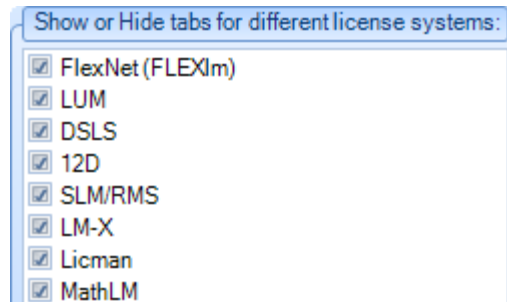 Show or Hide tabs for different license systems:
FlexNet (FLEXlm)
LUM
DSLS
12D
SLM/RMS
LM-X
Licman
MathLM